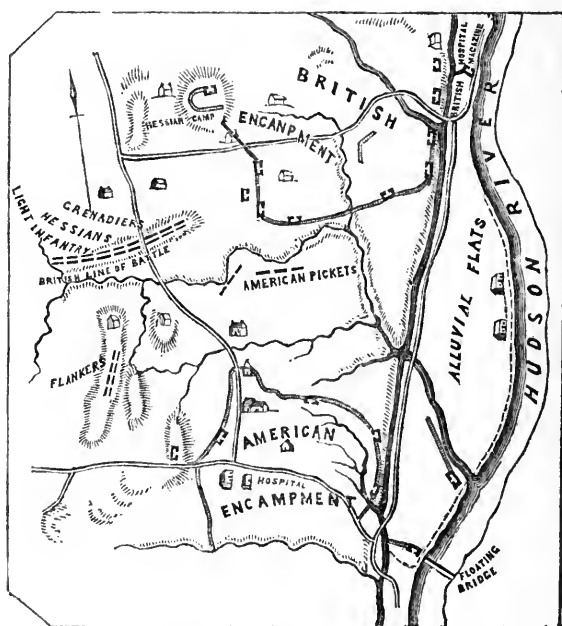 BRITISH
ENCANPMENT
HESSIAN CAMP
BRITISH HOSPITAL
MAGAZINE
HUDSON RIVER
GRENADIERS
HESSIANS
LIGHT INFANTRY
BRITISH LINE OF BATTLE
AMERICAN PICKETS
ALLUVIAL FLATS
FLANKERS
AMERICAN
HOSPITAL
ENCAMPMENT
FLOATING
BRIDGE